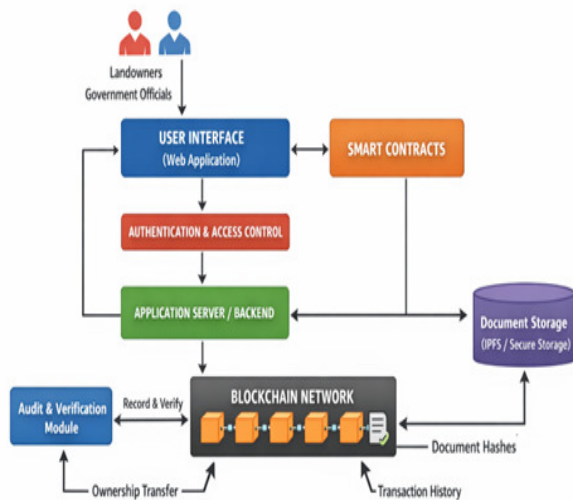 Landowners
Government Officials
USER INTERFACE
(Web Application)
SMART CONTRACTS
AUTHENTICATION & ACCESS CONTROL
APPLICATION SERVER / BACKEND
Document Storage
(IPFS / Secure Storage)
BLOCKCHAIN NETWORK
Audit & Verification
Module
Record & Verify
Document Hashes
Ownership Transfer
Transaction History